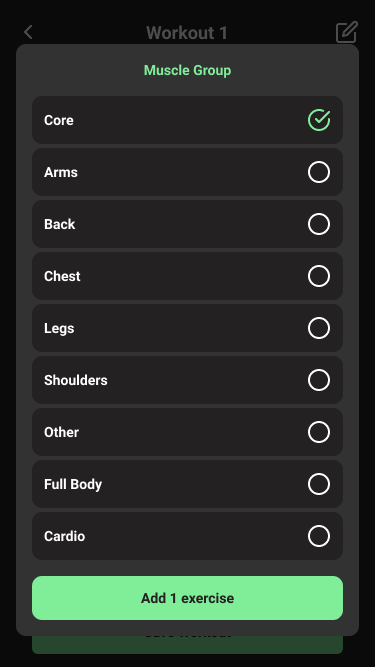 Workout 1
Muscle Group
Core
Arms
Back
Chest
Legs
Shoulders
Other
Full Body
Cardio
Add 1 exercise